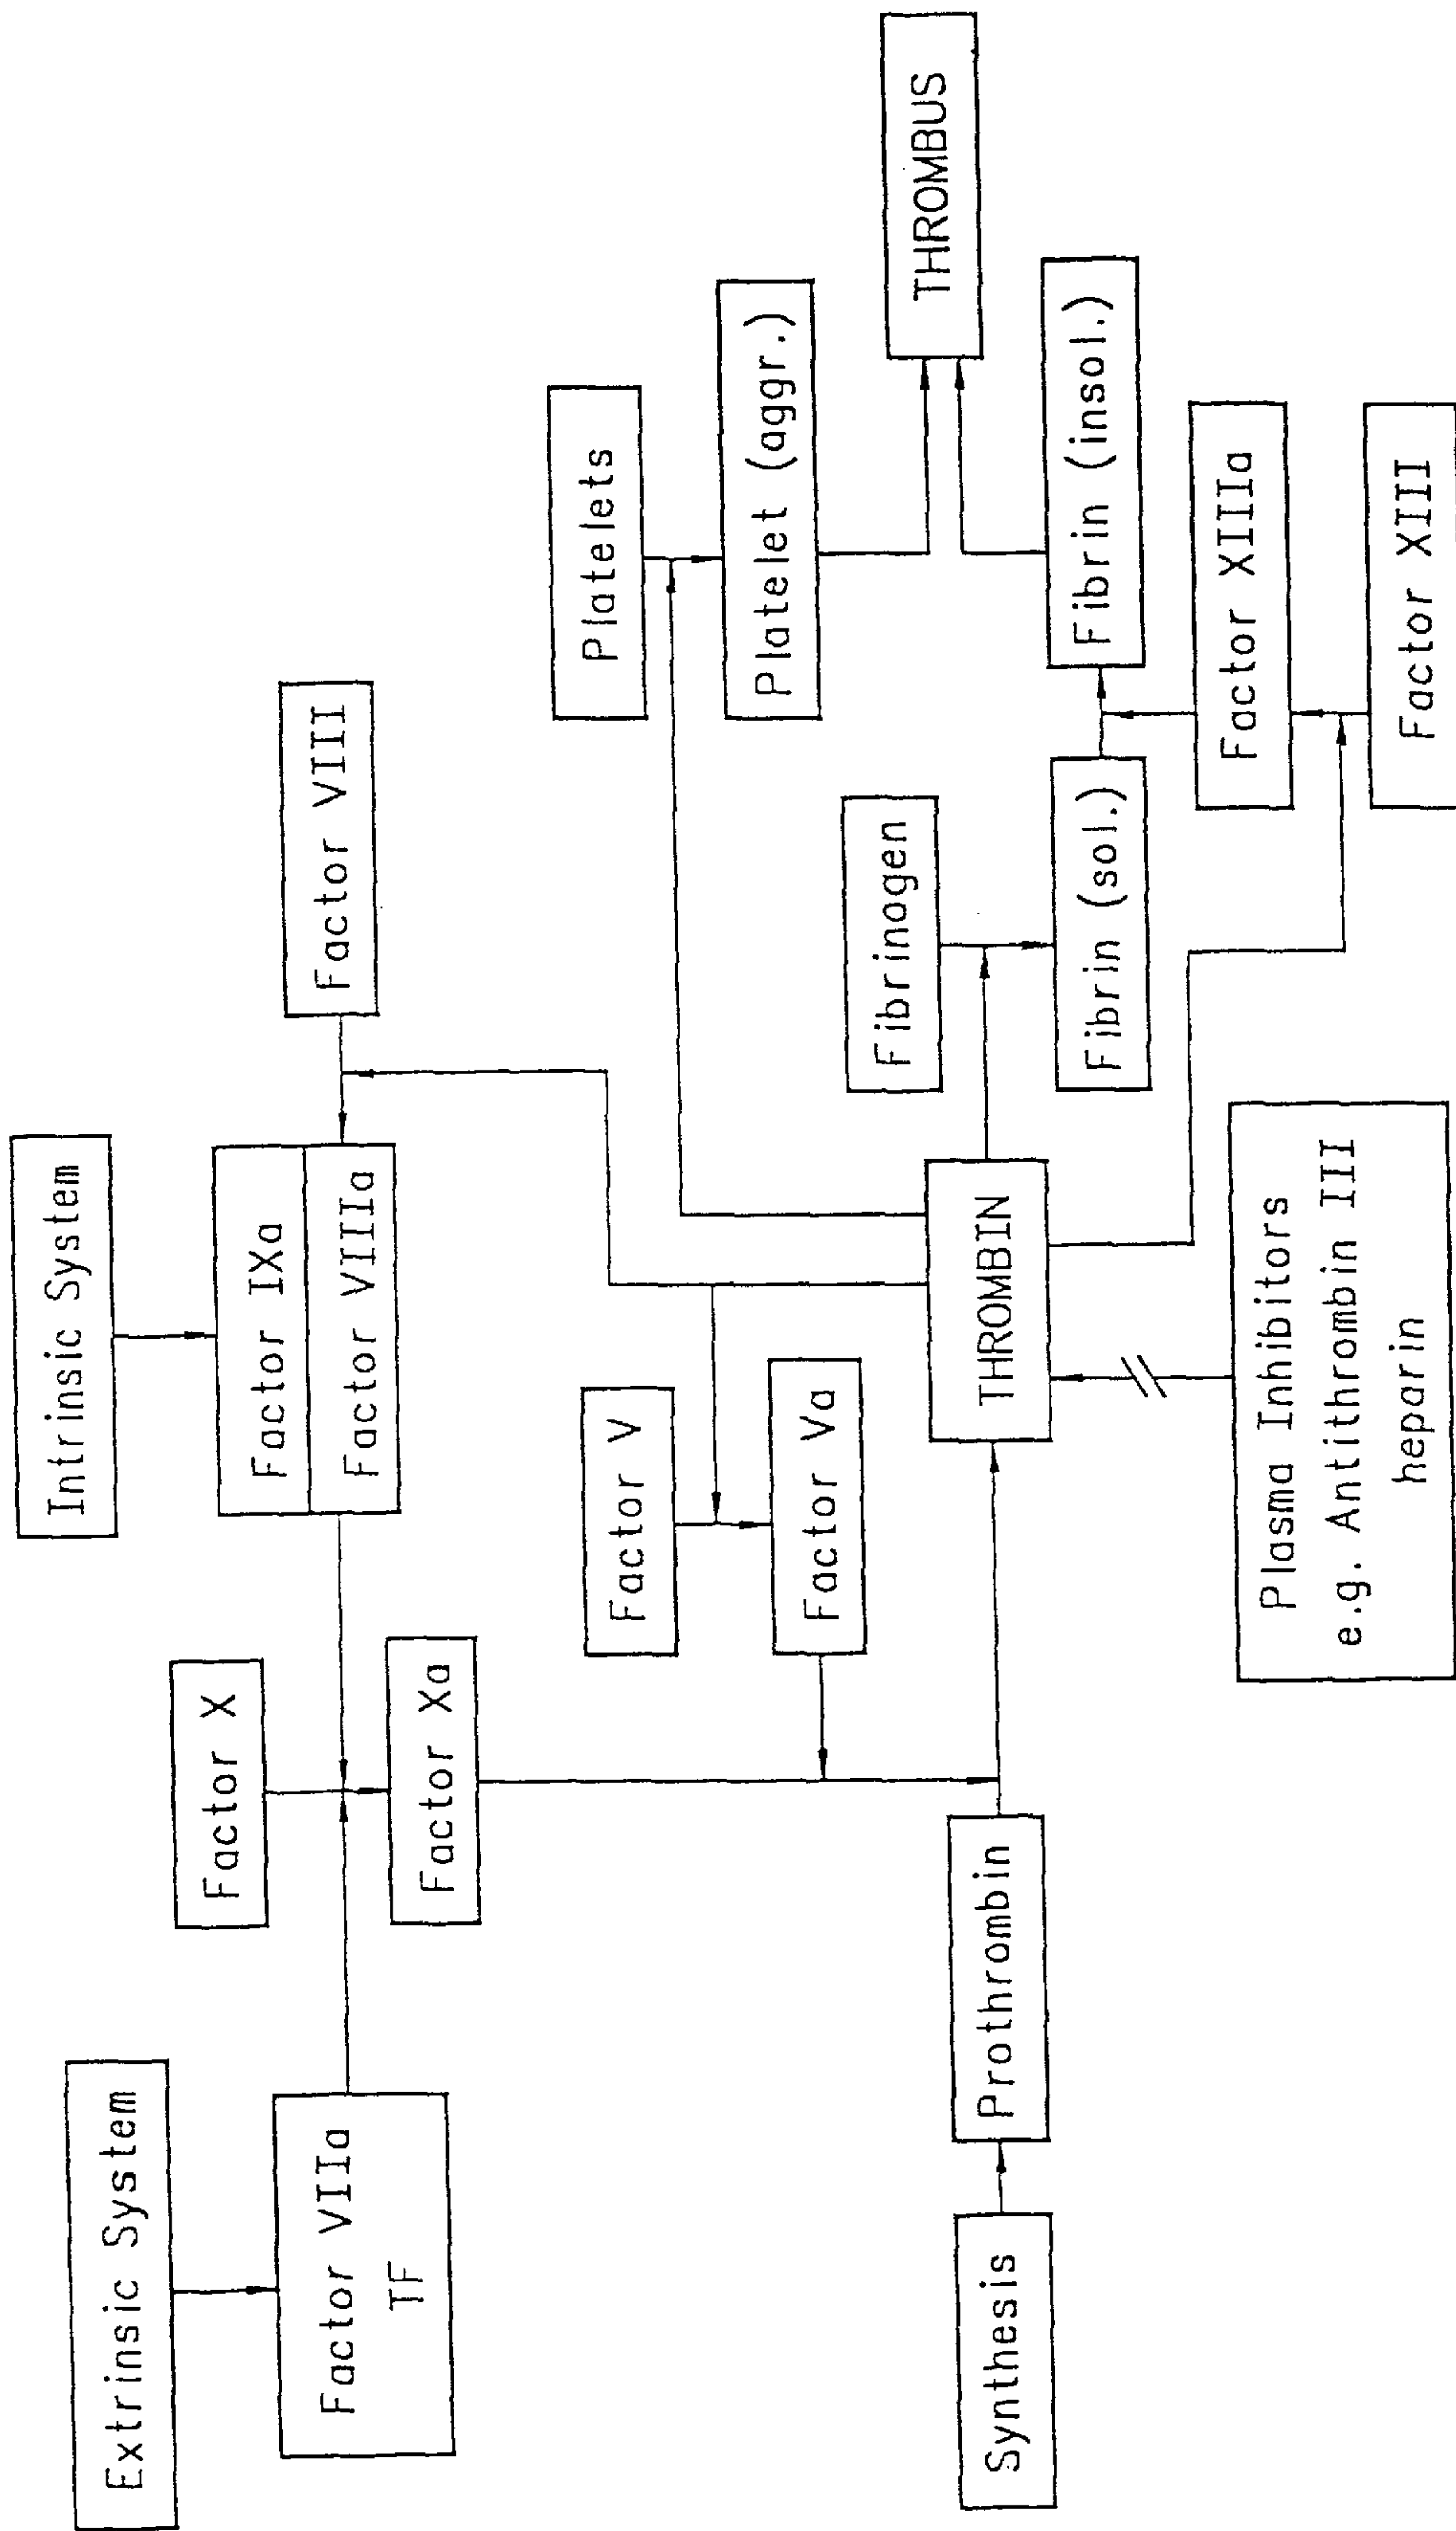 Extrinsic System
Factor VIIa
TF
Factor X
Factor Xa
Intrinsic System
Factor IXa
Factor VIIIa
Factor VIII
Factor V
Factor Va
Platelets
Platelet (aggr.)
THROMBUS
Fibrinogen
Fibrin (sol.)
Fibrin (insol.)
Synthesis
Prothrombin
THROMBIN
Factor XIIIa
Factor XIII
Plasma Inhibitors
e.g. Antithrombin III
heparin